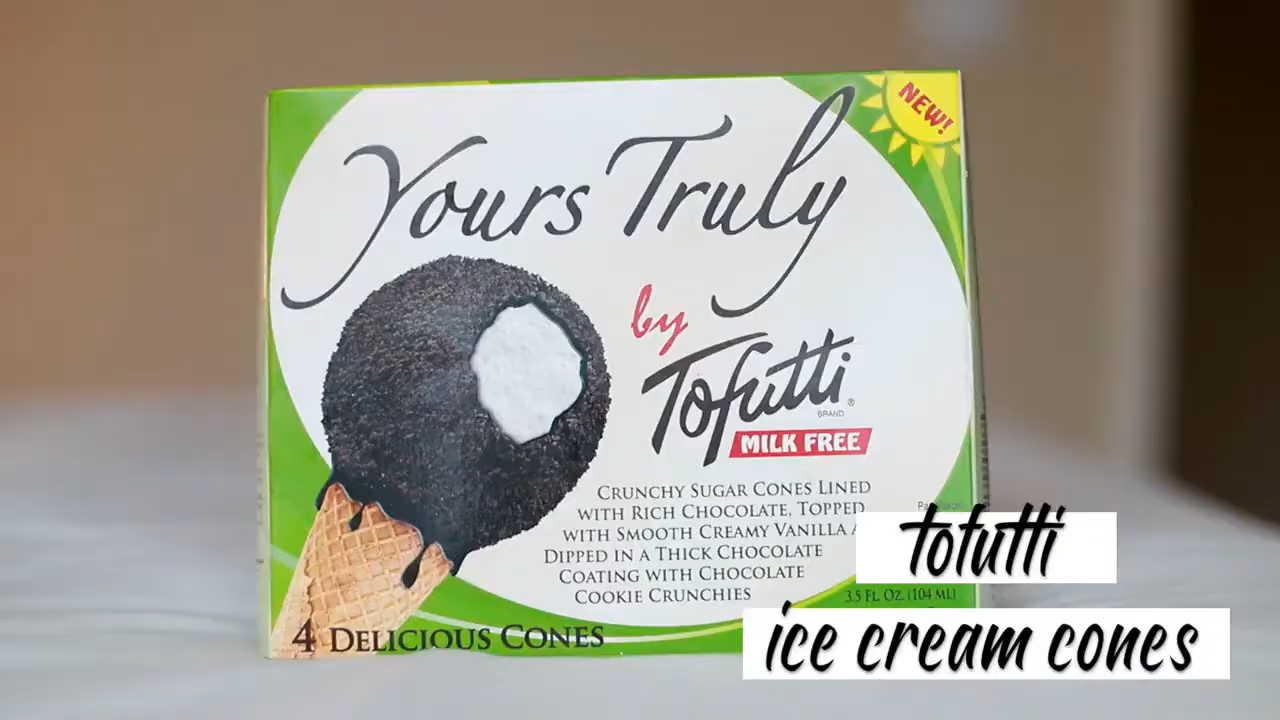 NEW!
Yours Truly
by
Tofutti®
BRAND
MILK FREE
CRUNCHY SUGAR CONES LINED
WITH RICH CHOCOLATE, TOPPED
WITH SMOOTH CREAMY VANILLA
DIPPED IN A THICK CHOCOLATE
COATING WITH CHOCOLATE
COOKIE CRUNCHIES
3.5 FL. OZ. (104 ML)
4 DELICIOUS CONES
tofutti
ice cream cones